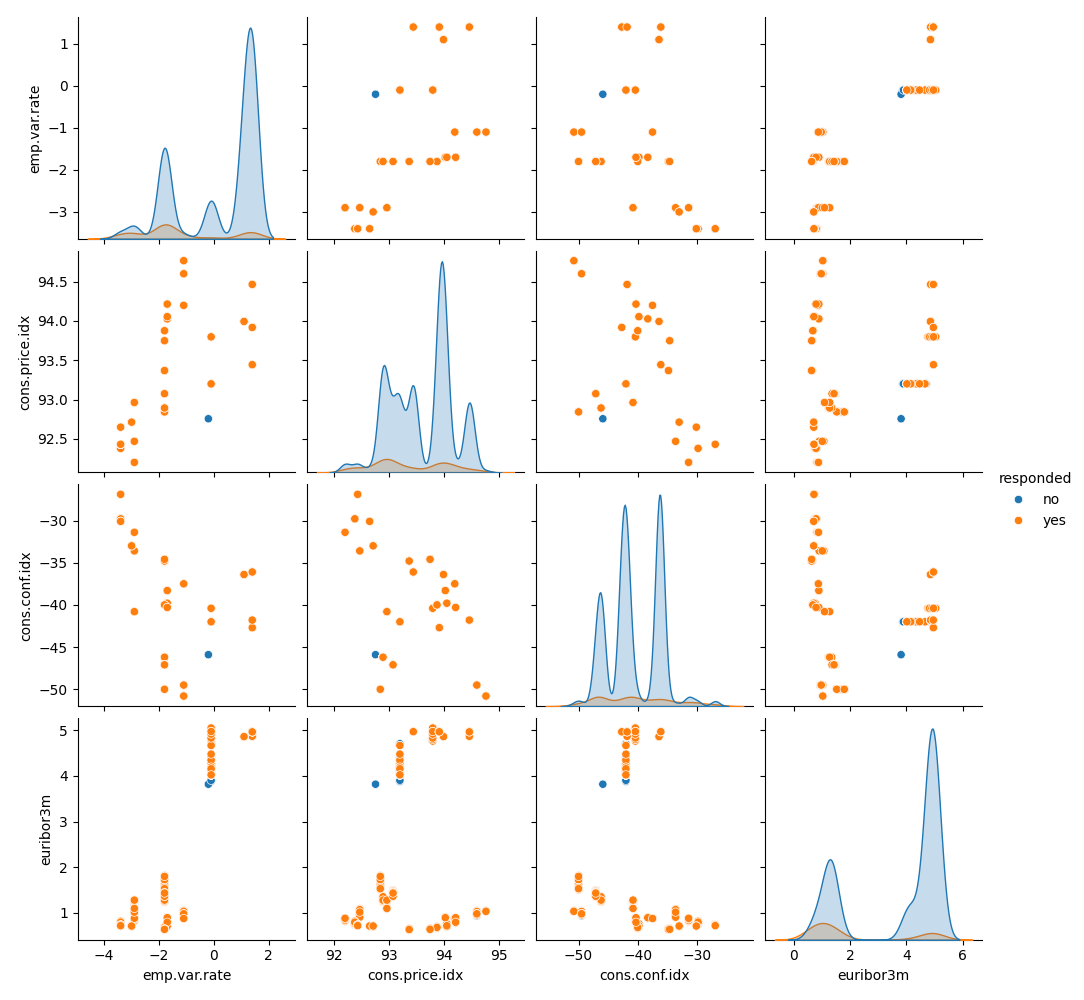 emp.var.rate
1
0
−1
−2
−3
cons.price.idx
94.5
94.0
93.5
93.0
92.5
cons.conf.idx
−30
−35
−40
−45
−50
responded
no
yes
euribor3m
5
4
3
2
1
−4 −2 0 2
emp.var.rate
92 93 94 95
cons.price.idx
−50 −40 −30
cons.conf.idx
0 2 4 6
euribor3m